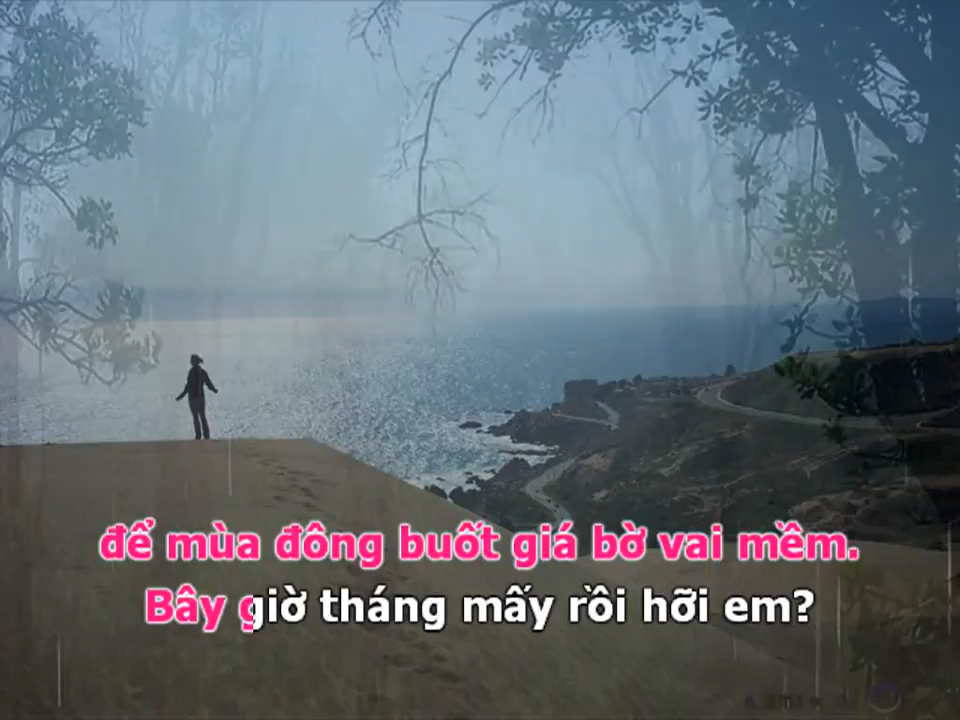 để mùa đông buốt giá bờ vai mềm.
Bây giờ tháng mấy rồi hỡi em?